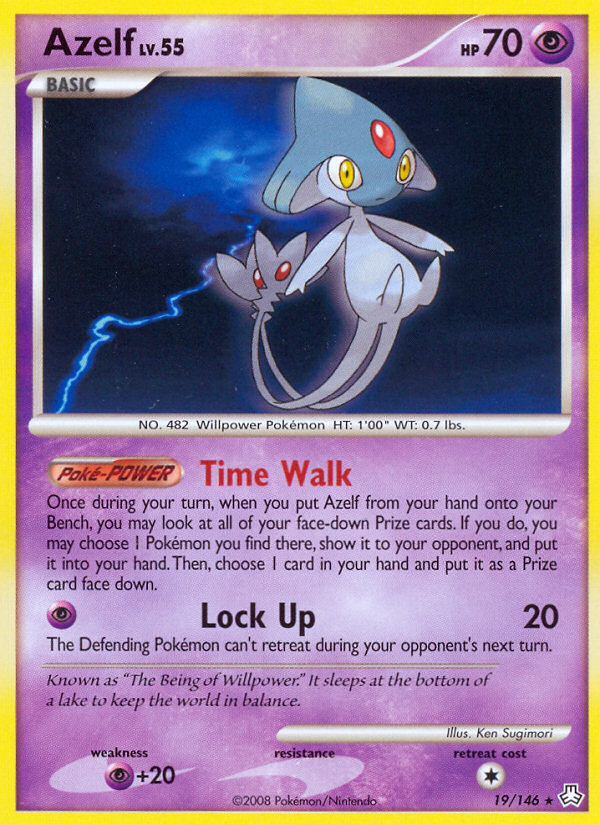 Azelf LV.55
HP 70
BASIC
NO. 482 Willpower Pokémon HT: 1'00" WT: 0.7 lbs.
Poké-POWER Time Walk
Once during your turn, when you put Azelf from your hand onto your
Bench, you may look at all of your face-down Prize cards. If you do, you
may choose 1 Pokémon you find there, show it to your opponent, and put
it into your hand. Then, choose 1 card in your hand and put it as a Prize
card face down.
Lock Up 20
The Defending Pokémon can't retreat during your opponent's next turn.
Known as "The Being of Willpower." It sleeps at the bottom of
a lake to keep the world in balance.
Illus. Ken Sugimori
weakness resistance retreat cost
+20
©2008 Pokémon/Nintendo 19/146 ★